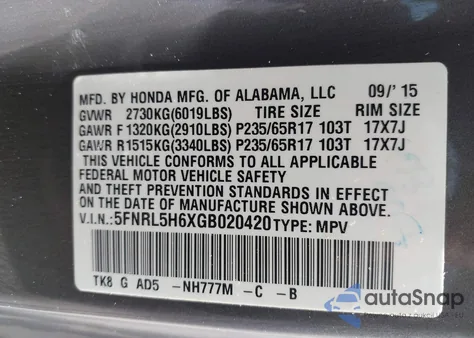 MFD. BY HONDA MFG. OF ALABAMA, LLC 09/'15
GVWR 2730KG(6019LBS) TIRE SIZE RIM SIZE
GAWR F 1320KG(2910LBS) P235/65R17 103T 17X7J
GAWR R1515KG(3340LBS) P235/65R17 103T 17X7J
THIS VEHICLE CONFORMS TO ALL APPLICABLE
FEDERAL MOTOR VEHICLE SAFETY
AND THEFT PREVENTION STANDARDS IN EFFECT
ON THE DATE OF MANUFACTURE SHOWN ABOVE.
V.I.N.:5FNRL5H6XGB020420 TYPE: MPV
TK8 G AD5 -NH777M -C -B
autoSnap